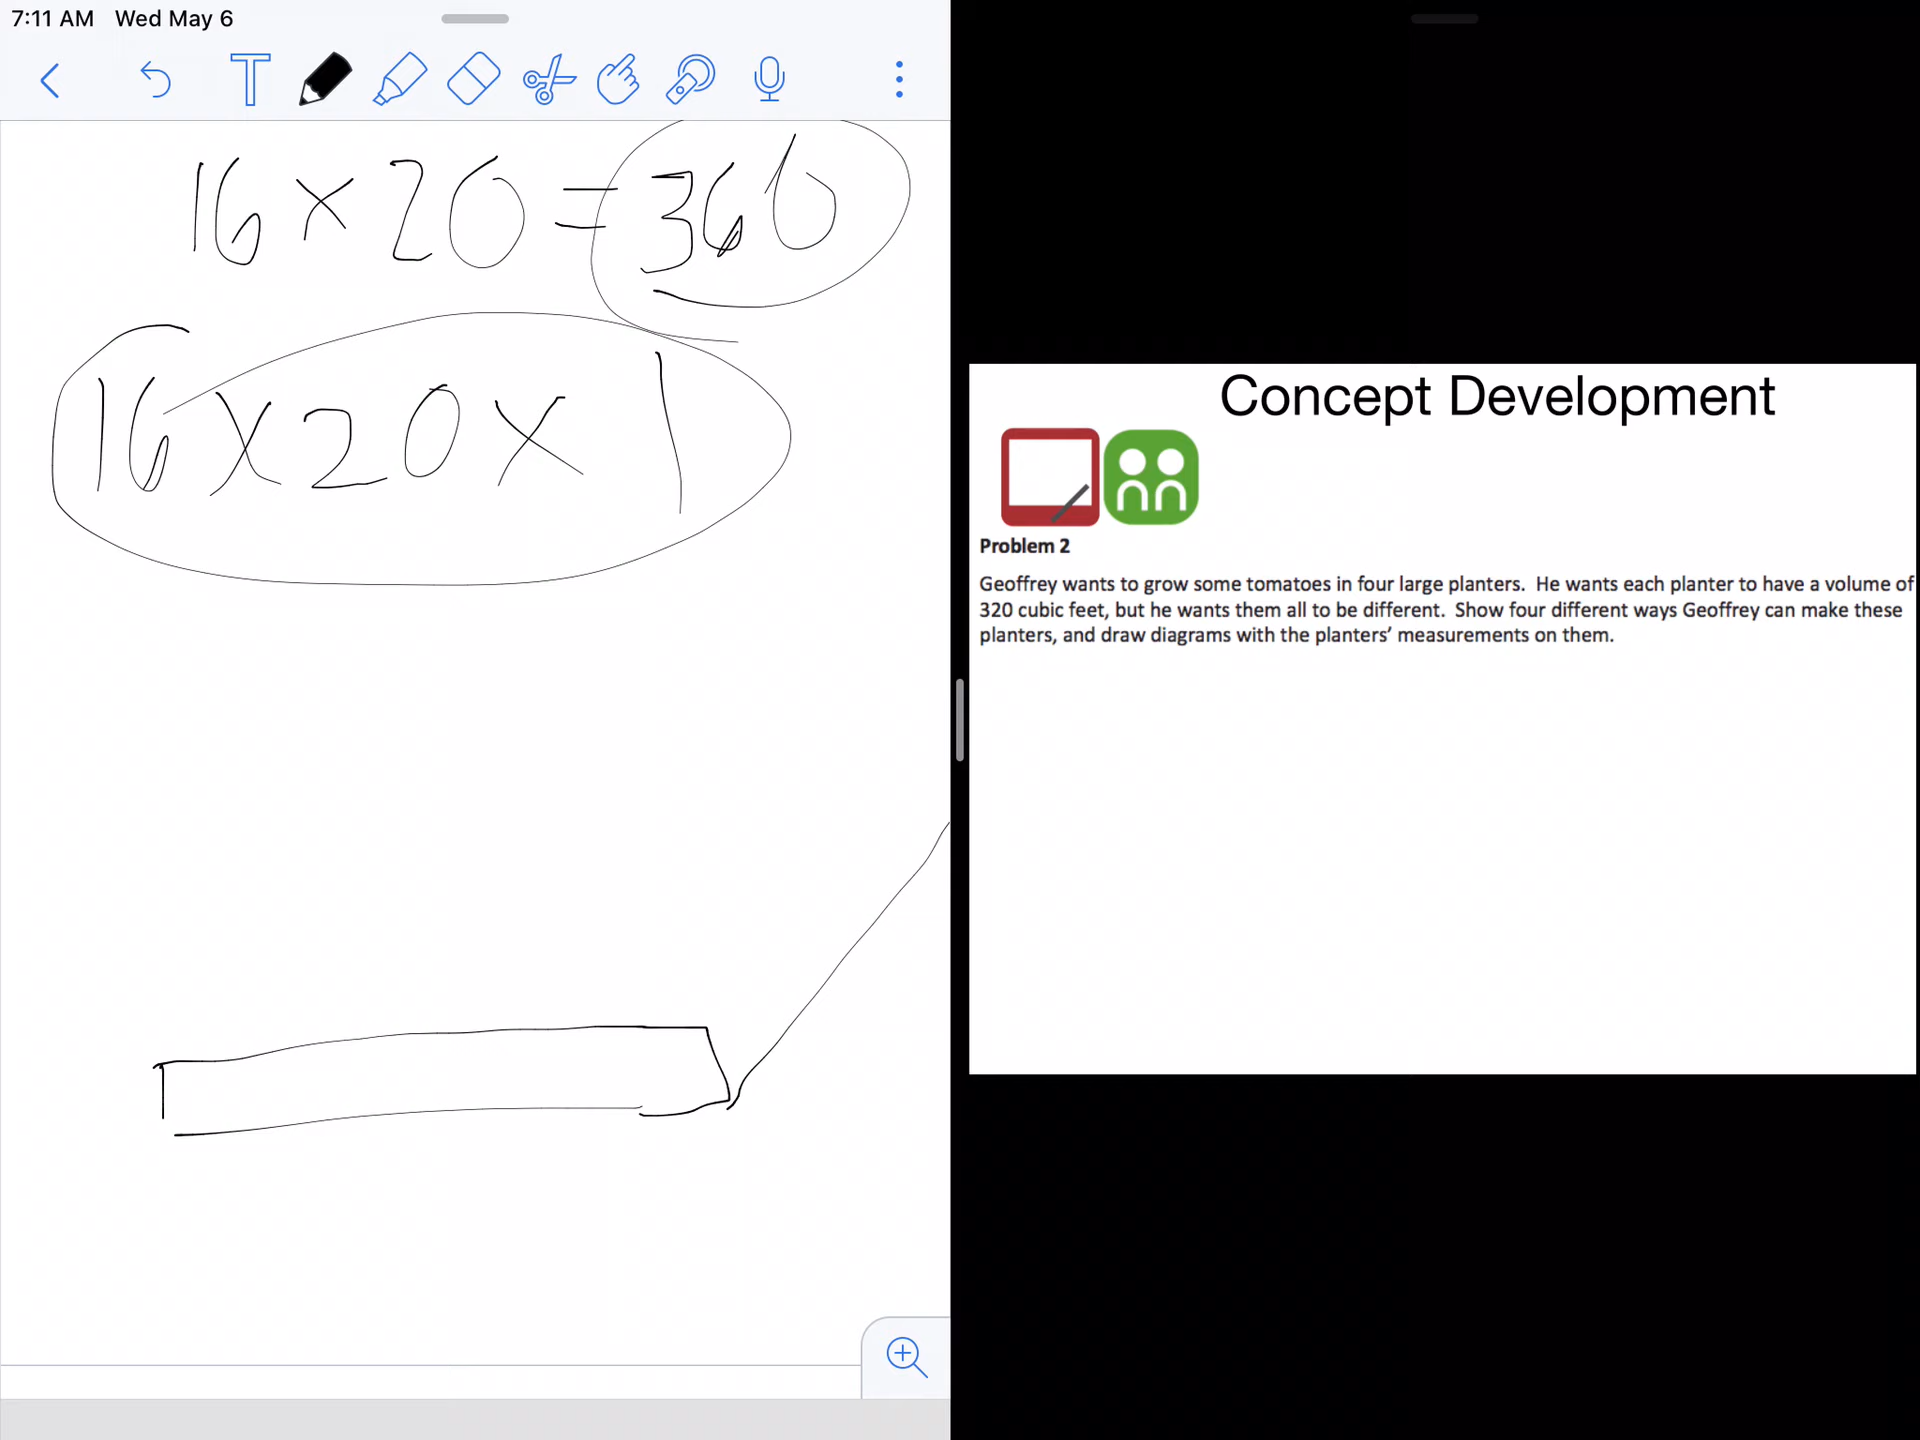 7:11 AM Wed May 6
T
16 × 20 = 360
16 × 20 × 1
Concept Development
Problem 2
Geoffrey wants to grow some tomatoes in four large planters. He wants each planter to have a volume of
320 cubic feet, but he wants them all to be different. Show four different ways Geoffrey can make these
planters, and draw diagrams with the planters’ measurements on them.